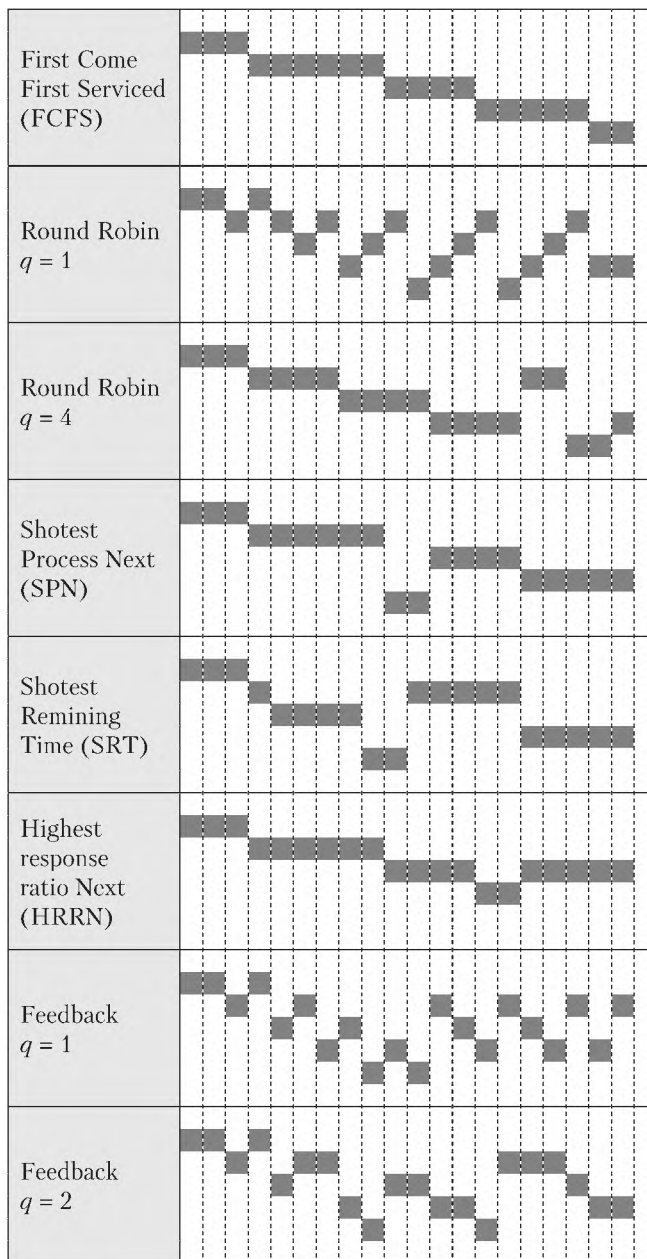 First Come
First Serviced
(FCFS)
Round Robin
q = 1
Round Robin
q = 4
Shotest
Process Next
(SPN)
Shotest
Remining
Time (SRT)
Highest
response
ratio Next
(HRRN)
Feedback
q = 1
Feedback
q = 2